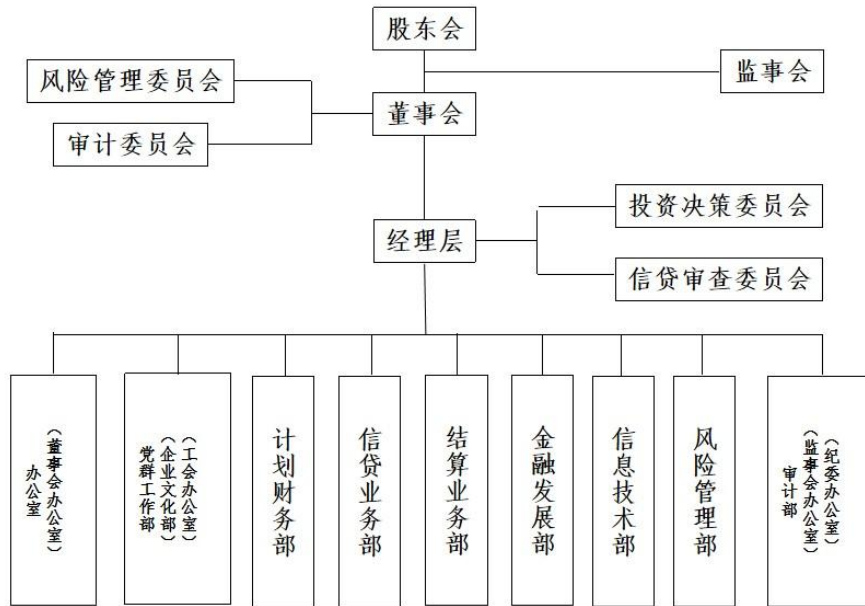 股东会
监事会
风险管理委员会
董事会
审计委员会
投资决策委员会
经理层
信贷审查委员会
办公室
（董事会办公室）
党群工作部
（企业文化部）
（工会办公室）
计划财务部
信贷业务部
结算业务部
金融发展部
信息技术部
风险管理部
审计部
（监事会办公室）
（纪委办公室）